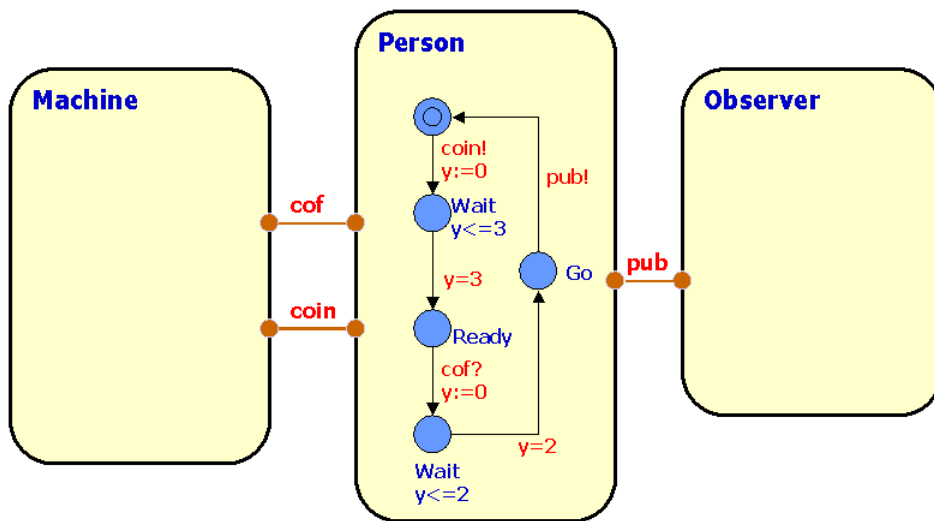 Machine
cof
coin
Person
coin!
y:=0
Wait
y<=3
y=3
Ready
cof?
y:=0
Wait
y<=2
y=2
Go
pub!
pub
Observer